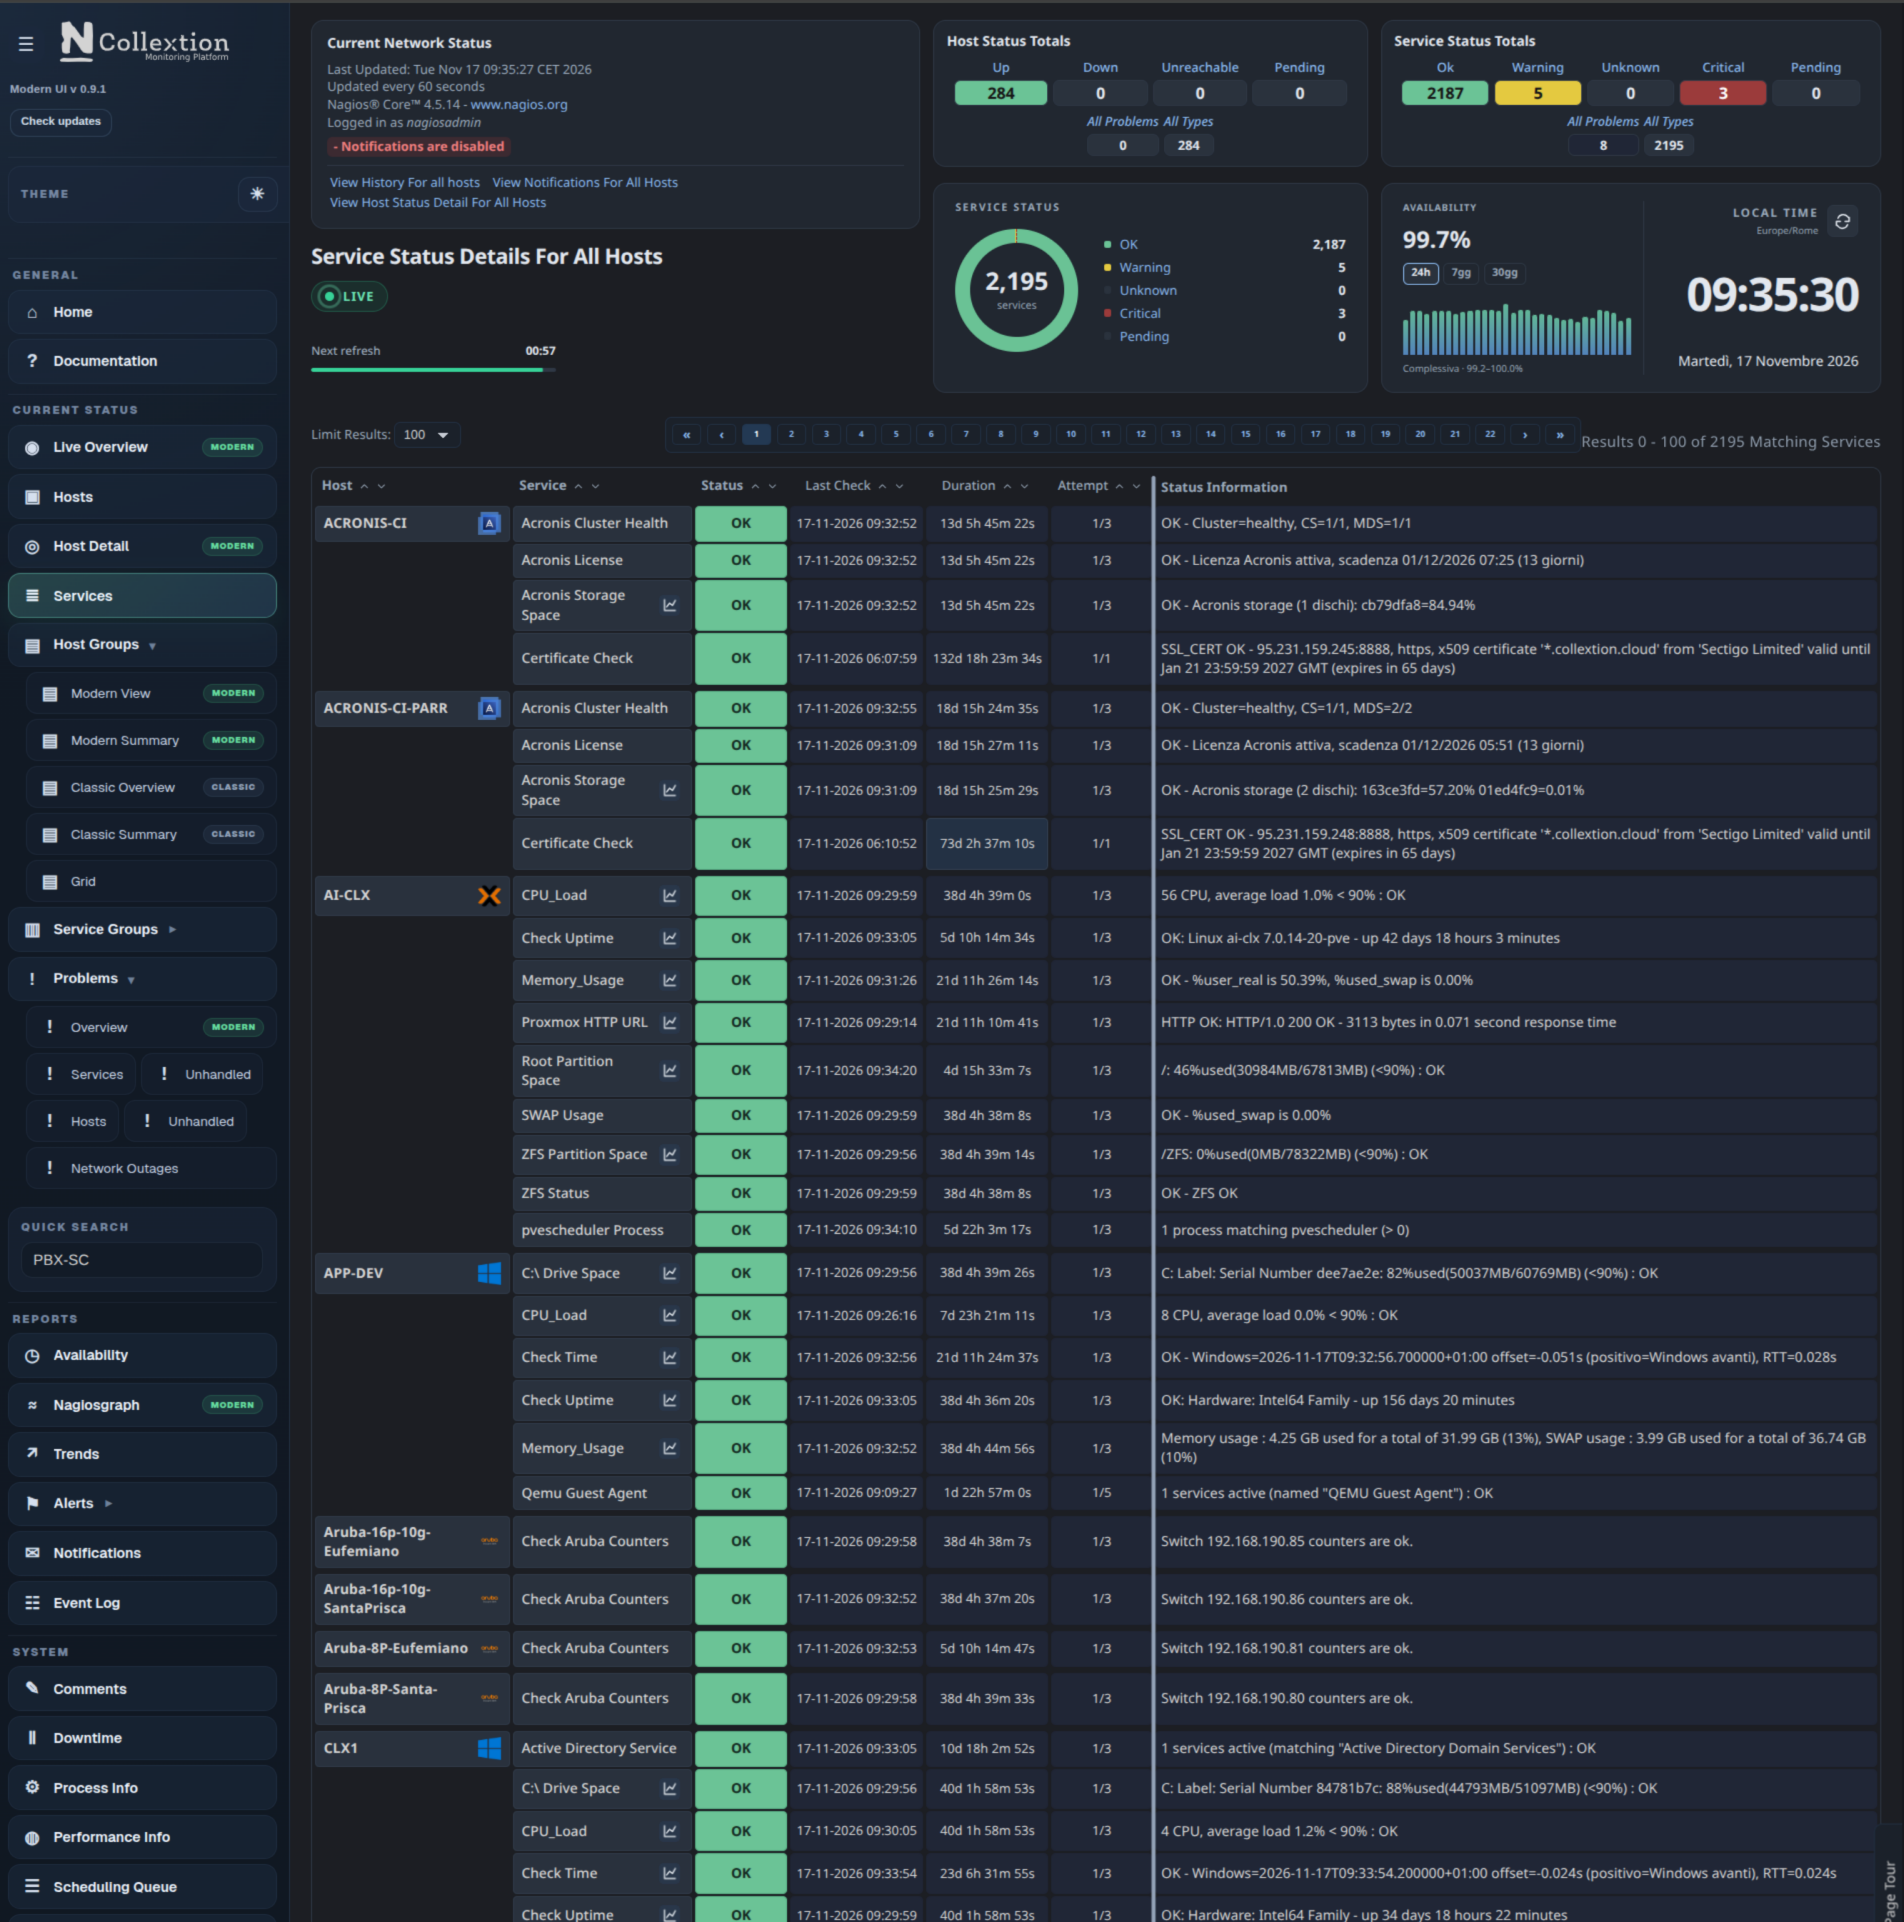 ☰ N Collextion
Monitoring Platform
Modern UI v 0.9.1
Check updates
THEME
GENERAL
Home
? Documentation
CURRENT STATUS
Live Overview MODERN
Hosts
Host Detail MODERN
Services
Host Groups
Modern View MODERN
Modern Summary MODERN
Classic Overview CLASSIC
Classic Summary CLASSIC
Grid
Service Groups
! Problems
! Overview MODERN
! Services ! Unhandled
! Hosts ! Unhandled
! Network Outages
QUICK SEARCH
PBX-SC
REPORTS
Availability
Nagiosgraph MODERN
Trends
Alerts
Notifications
Event Log
SYSTEM
Comments
Downtime
Process Info
Performance Info
Scheduling Queue
Current Network Status
Last Updated: Tue Nov 17 09:35:27 CET 2026
Updated every 60 seconds
Nagios® Core™ 4.5.14 - www.nagios.org
Logged in as nagiosadmin
- Notifications are disabled
View History For all hosts View Notifications For All Hosts
View Host Status Detail For All Hosts
Host Status Totals
Up Down Unreachable Pending
284 0 0 0
All Problems All Types
0 284
Service Status Totals
Ok Warning Unknown Critical Pending
2187 5 0 3 0
All Problems All Types
8 2195
Service Status Details For All Hosts
LIVE
Next refresh 00:57
SERVICE STATUS
2,195
services
OK 2,187
Warning 5
Unknown 0
Critical 3
Pending 0
AVAILABILITY
99.7%
24h 7gg 30gg
Complessiva · 99.2–100.0%
LOCAL TIME
Europe/Rome
09:35:30
Martedì, 17 Novembre 2026
Limit Results: 100
« ‹ 1 2 3 4 5 6 7 8 9 10 11 12 13 14 15 16 17 18 19 20 21 22 › »
Results 0 - 100 of 2195 Matching Services
Host Service Status Last Check Duration Attempt Status Information
ACRONIS-CI Acronis Cluster Health OK 17-11-2026 09:32:52 13d 5h 45m 22s 1/3 OK - Cluster=healthy, CS=1/1, MDS=1/1
Acronis License OK 17-11-2026 09:32:52 13d 5h 45m 22s 1/3 OK - Licenza Acronis attiva, scadenza 01/12/2026 07:25 (13 giorni)
Acronis Storage
Space OK 17-11-2026 09:32:52 13d 5h 45m 22s 1/3 OK - Acronis storage (1 dischi): cb79dfa8=84.94%
Certificate Check OK 17-11-2026 06:07:59 132d 18h 23m 34s 1/1 SSL_CERT OK - 95.231.159.245:8888, https, x509 certificate '*.collextion.cloud' from 'Sectigo Limited' valid until
Jan 21 23:59:59 2027 GMT (expires in 65 days)
ACRONIS-CI-PARR Acronis Cluster Health OK 17-11-2026 09:32:55 18d 15h 24m 35s 1/3 OK - Cluster=healthy, CS=1/1, MDS=2/2
Acronis License OK 17-11-2026 09:31:09 18d 15h 27m 11s 1/3 OK - Licenza Acronis attiva, scadenza 01/12/2026 05:51 (13 giorni)
Acronis Storage
Space OK 17-11-2026 09:31:09 18d 15h 25m 29s 1/3 OK - Acronis storage (2 dischi): 163ce3fd=57.20% 01ed4fc9=0.01%
Certificate Check OK 17-11-2026 06:10:52 73d 2h 37m 10s 1/1 SSL_CERT OK - 95.231.159.248:8888, https, x509 certificate '*.collextion.cloud' from 'Sectigo Limited' valid until
Jan 21 23:59:59 2027 GMT (expires in 65 days)
AI-CLX CPU_Load OK 17-11-2026 09:29:59 38d 4h 39m 0s 1/3 56 CPU, average load 1.0% < 90% : OK
Check Uptime OK 17-11-2026 09:33:05 5d 10h 14m 34s 1/3 OK: Linux ai-clx 7.0.14-20-pve - up 42 days 18 hours 3 minutes
Memory_Usage OK 17-11-2026 09:31:26 21d 11h 26m 14s 1/3 OK - %user_real is 50.39%, %used_swap is 0.00%
Proxmox HTTP URL OK 17-11-2026 09:29:14 21d 11h 10m 41s 1/3 HTTP OK: HTTP/1.0 200 OK - 3113 bytes in 0.071 second response time
Root Partition
Space OK 17-11-2026 09:34:20 4d 15h 33m 7s 1/3 /: 46%used(30984MB/67813MB) (<90%) : OK
SWAP Usage OK 17-11-2026 09:29:59 38d 4h 38m 8s 1/3 OK - %used_swap is 0.00%
ZFS Partition Space OK 17-11-2026 09:29:56 38d 4h 39m 14s 1/3 /ZFS: 0%used(0MB/78322MB) (<90%) : OK
ZFS Status OK 17-11-2026 09:29:59 38d 4h 38m 8s 1/3 OK - ZFS OK
pvescheduler Process OK 17-11-2026 09:34:10 5d 22h 3m 17s 1/3 1 process matching pvescheduler (> 0)
APP-DEV C:\ Drive Space OK 17-11-2026 09:29:56 38d 4h 39m 26s 1/3 C: Label: Serial Number dee7ae2e: 82%used(50037MB/60769MB) (<90%) : OK
CPU_Load OK 17-11-2026 09:26:16 7d 23h 21m 11s 1/3 8 CPU, average load 0.0% < 90% : OK
Check Time OK 17-11-2026 09:32:56 21d 11h 24m 37s 1/3 OK - Windows=2026-11-17T09:32:56.700000+01:00 offset=-0.051s (positivo=Windows avanti), RTT=0.028s
Check Uptime OK 17-11-2026 09:33:05 38d 4h 36m 20s 1/3 OK: Hardware: Intel64 Family - up 156 days 20 minutes
Memory_Usage OK 17-11-2026 09:32:52 38d 4h 44m 56s 1/3 Memory usage : 4.25 GB used for a total of 31.99 GB (13%), SWAP usage : 3.99 GB used for a total of 36.74 GB
(10%)
Qemu Guest Agent OK 17-11-2026 09:09:27 1d 22h 57m 0s 1/5 1 services active (named "QEMU Guest Agent") : OK
Aruba-16p-10g-
Eufemiano Check Aruba Counters OK 17-11-2026 09:29:58 38d 4h 38m 7s 1/3 Switch 192.168.190.85 counters are ok.
Aruba-16p-10g-
SantaPrisca Check Aruba Counters OK 17-11-2026 09:32:52 38d 4h 37m 20s 1/3 Switch 192.168.190.86 counters are ok.
Aruba-8P-Eufemiano Check Aruba Counters OK 17-11-2026 09:32:53 5d 10h 14m 47s 1/3 Switch 192.168.190.81 counters are ok.
Aruba-8P-Santa-
Prisca Check Aruba Counters OK 17-11-2026 09:29:58 38d 4h 39m 33s 1/3 Switch 192.168.190.80 counters are ok.
CLX1 Active Directory Service OK 17-11-2026 09:33:05 10d 18h 2m 52s 1/3 1 services active (matching "Active Directory Domain Services") : OK
C:\ Drive Space OK 17-11-2026 09:29:56 40d 1h 58m 53s 1/3 C: Label: Serial Number 84781b7c: 88%used(44793MB/51097MB) (<90%) : OK
CPU_Load OK 17-11-2026 09:30:05 40d 1h 58m 53s 1/3 4 CPU, average load 1.2% < 90% : OK
Check Time OK 17-11-2026 09:33:54 23d 6h 31m 55s 1/3 OK - Windows=2026-11-17T09:33:54.200000+01:00 offset=-0.024s (positivo=Windows avanti), RTT=0.024s
Check Uptime OK 17-11-2026 09:29:59 40d 1h 58m 53s 1/3 OK: Hardware: Intel64 Family - up 34 days 18 hours 22 minutes
age Tour